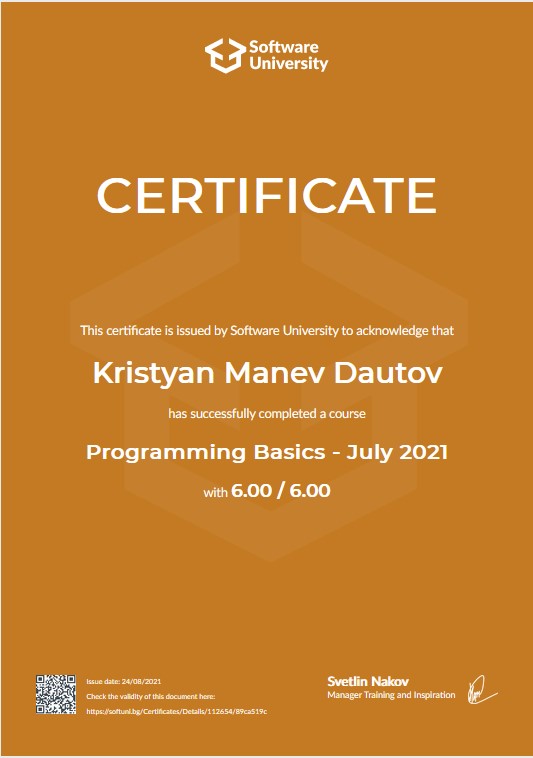 Software
University
CERTIFICATE
This certificate is issued by Software University to acknowledge that
Kristyan Manev Dautov
has successfully completed a course
Programming Basics - July 2021
with 6.00 / 6.00
Issue date: 24/08/2021
Check the validity of this document here:
https://softuni.bg/Certificates/Details/112654/89ca519c
Svetlin Nakov
Manager Training and Inspiration